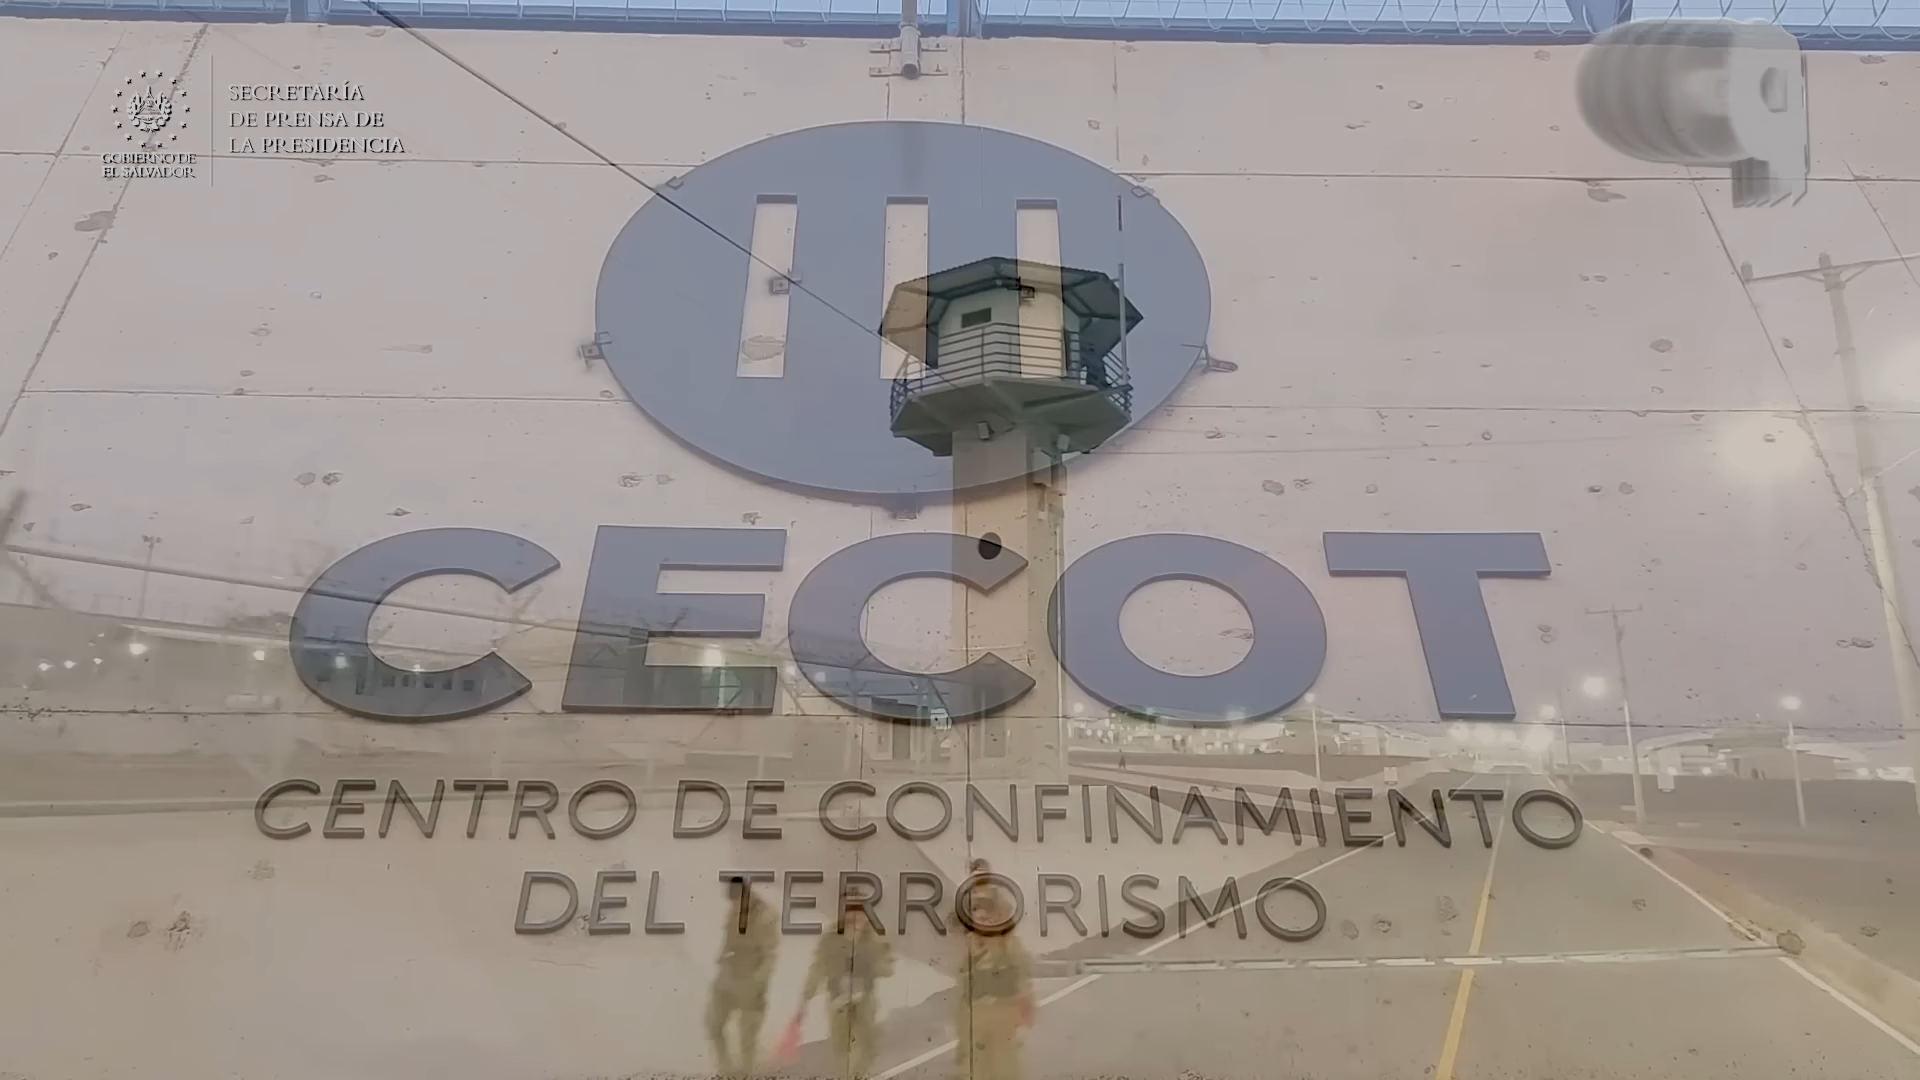 SECRETARÍA
DE PRENSA DE
LA PRESIDENCIA
GOBIERNO DE
EL SALVADOR
CECOT
CENTRO DE CONFINAMIENTO
DEL TERRORISMO